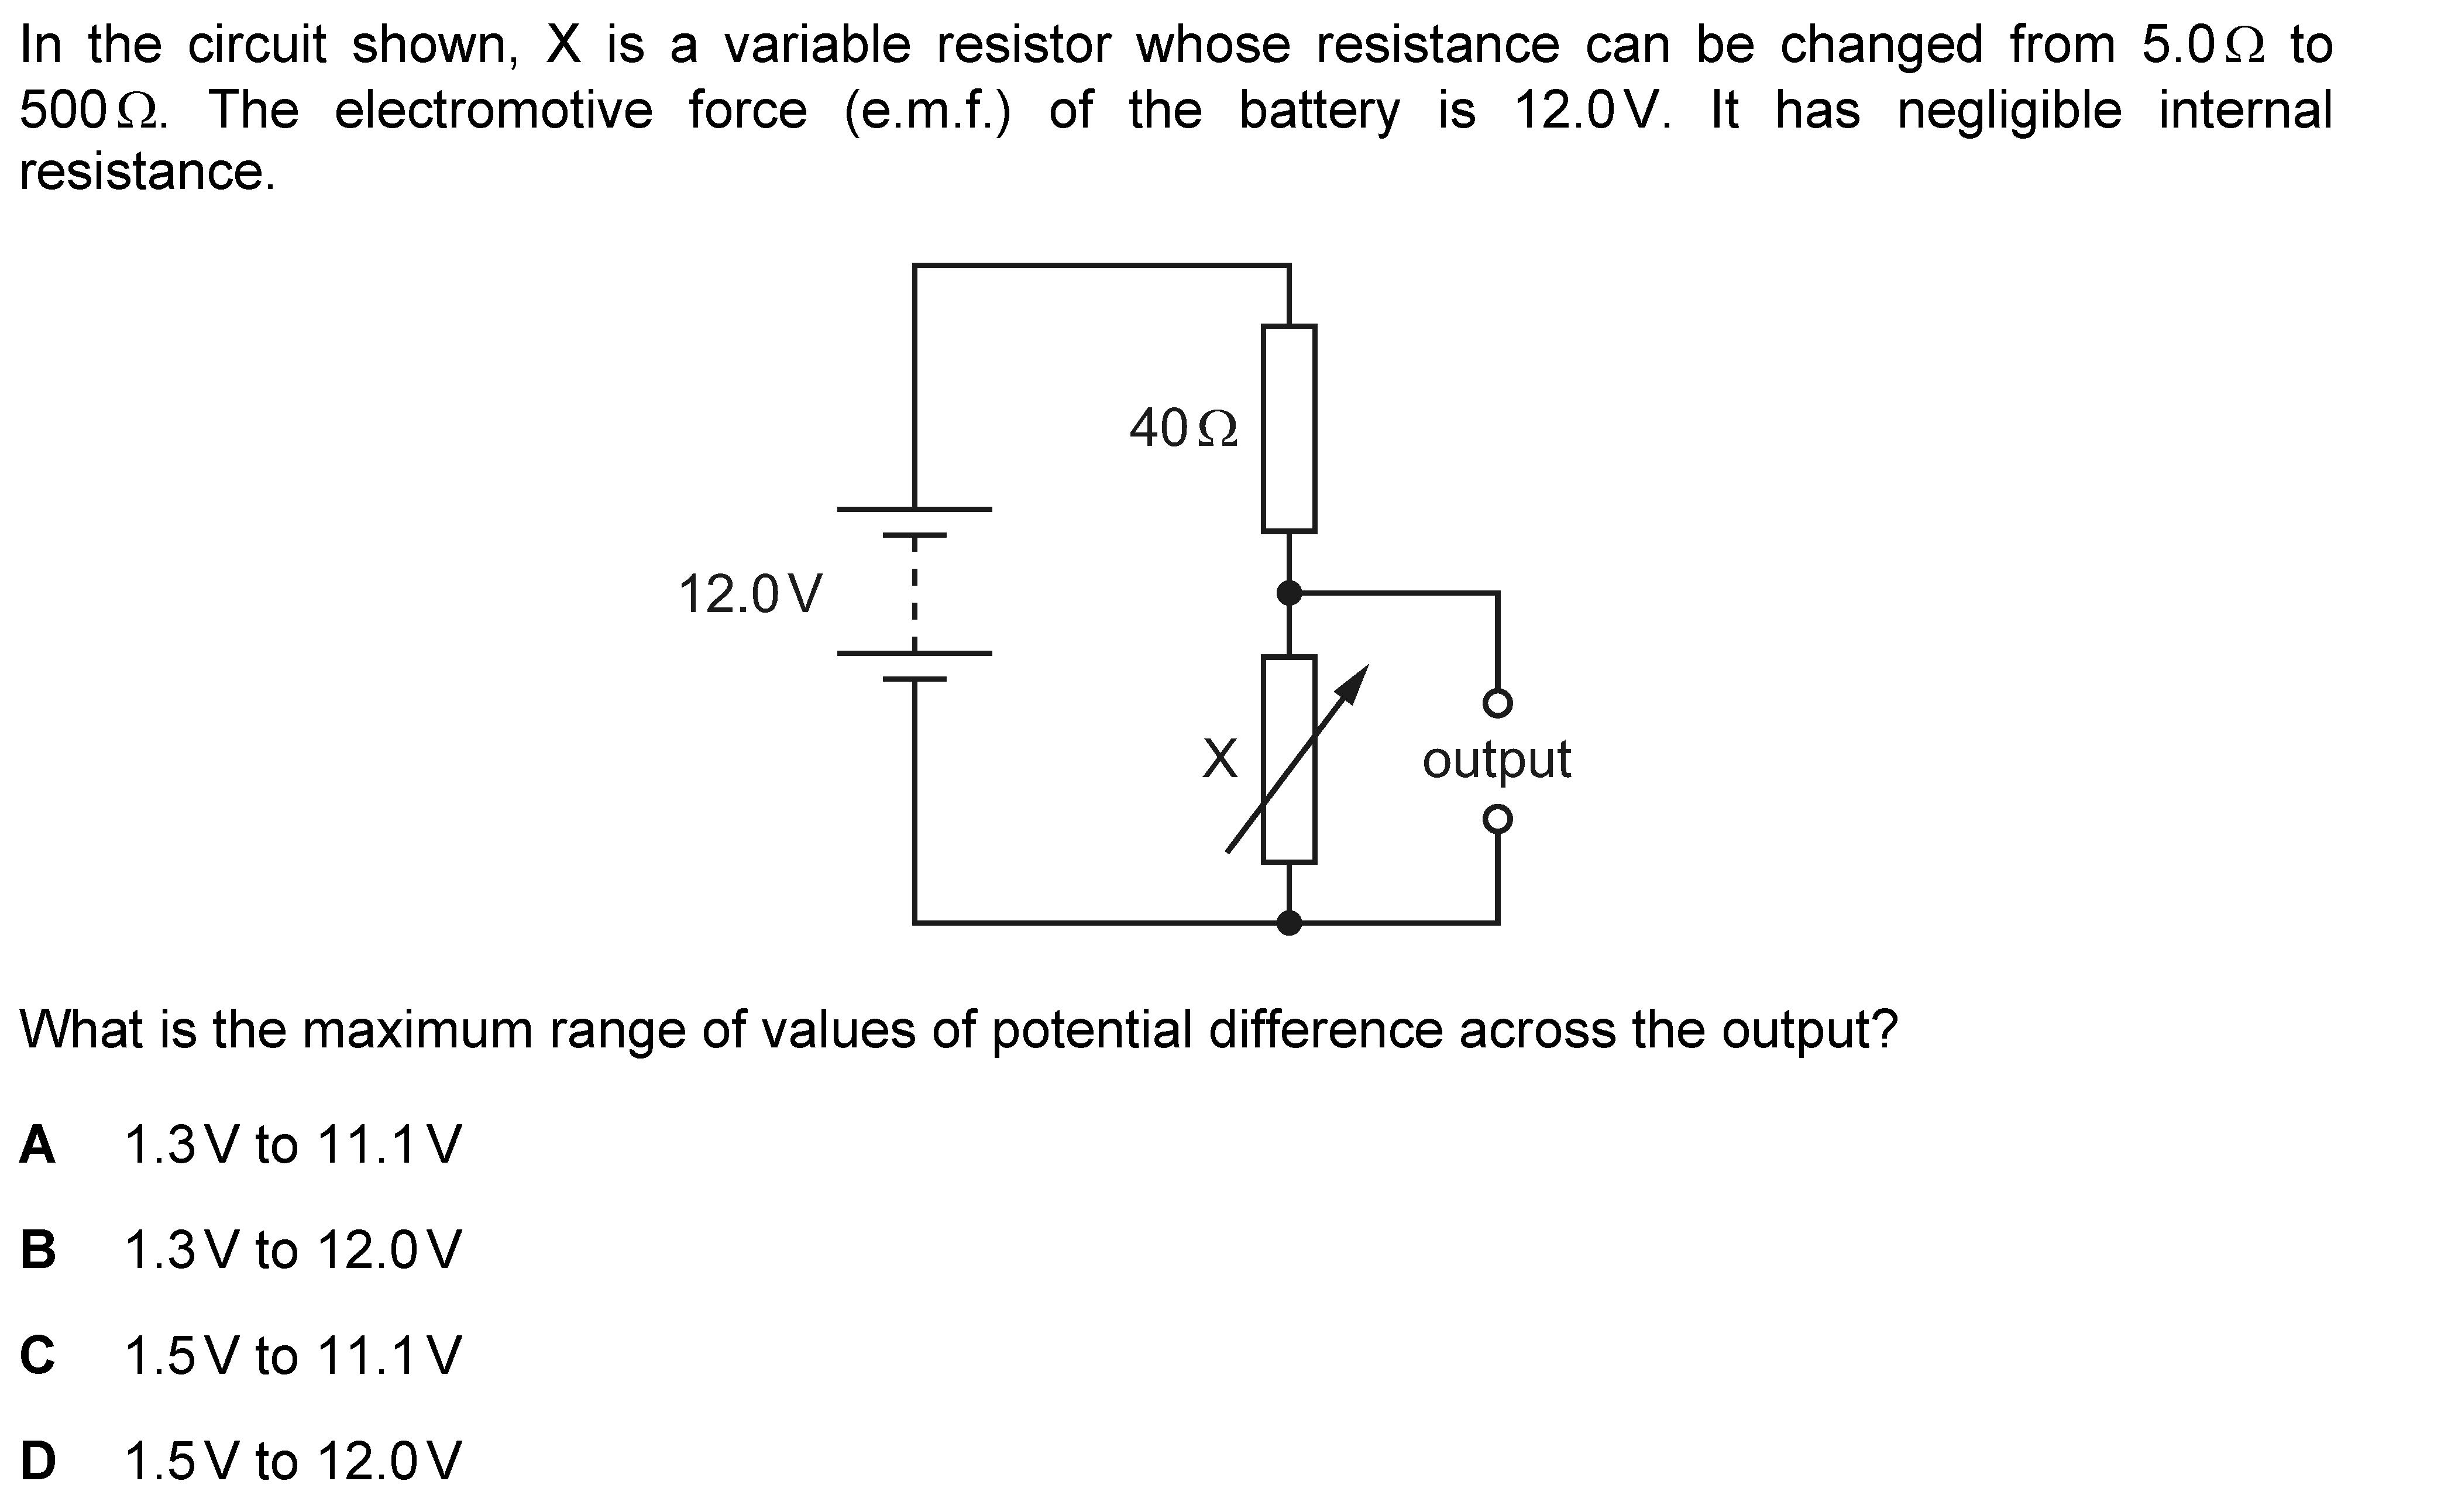 In the circuit shown, X is a variable resistor whose resistance can be changed from 5.0 Ω to
500 Ω. The electromotive force (e.m.f.) of the battery is 12.0 V. It has negligible internal
resistance.
40 Ω
12.0 V
X
output
What is the maximum range of values of potential difference across the output?
A 1.3 V to 11.1 V
B 1.3 V to 12.0 V
C 1.5 V to 11.1 V
D 1.5 V to 12.0 V